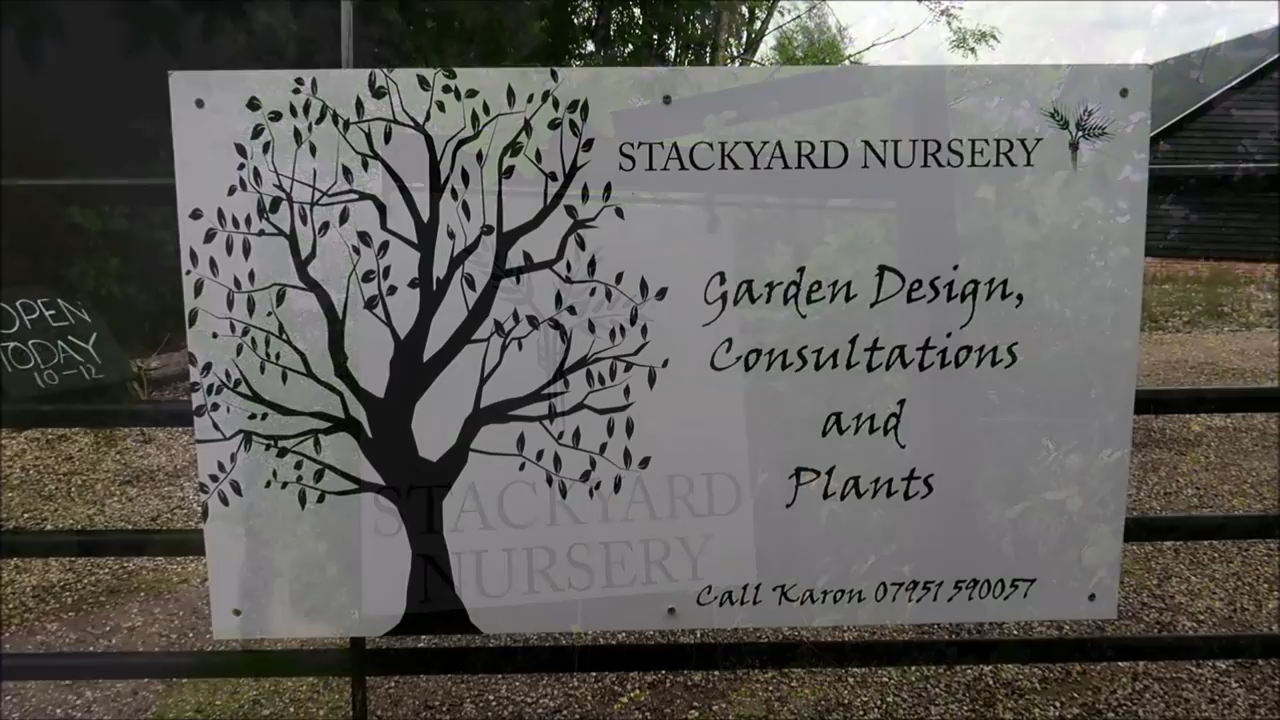 STACKYARD NURSERY
Garden Design,
Consultations
and
Plants
Call Karon 07951 590057
STACKYARD
NURSERY
OPEN
TODAY
10-12